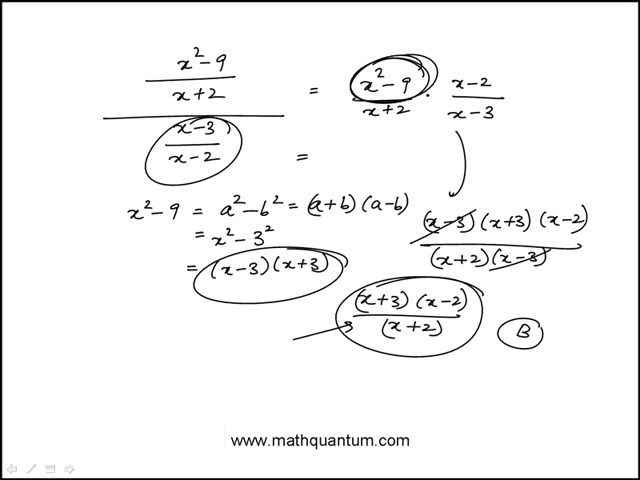 x² - 9 / x + 2 / x - 3 / x - 2 = x² - 9 / x + 2 · x - 2 / x - 3
=
x² - 9 = a² - b² = (a + b) (a - b)
= x² - 3²
= (x - 3) (x + 3)
(x - 3) (x + 3) (x - 2) / (x + 2) (x - 3)
(x + 3) (x - 2) / (x + 2)
B
www.mathquantum.com